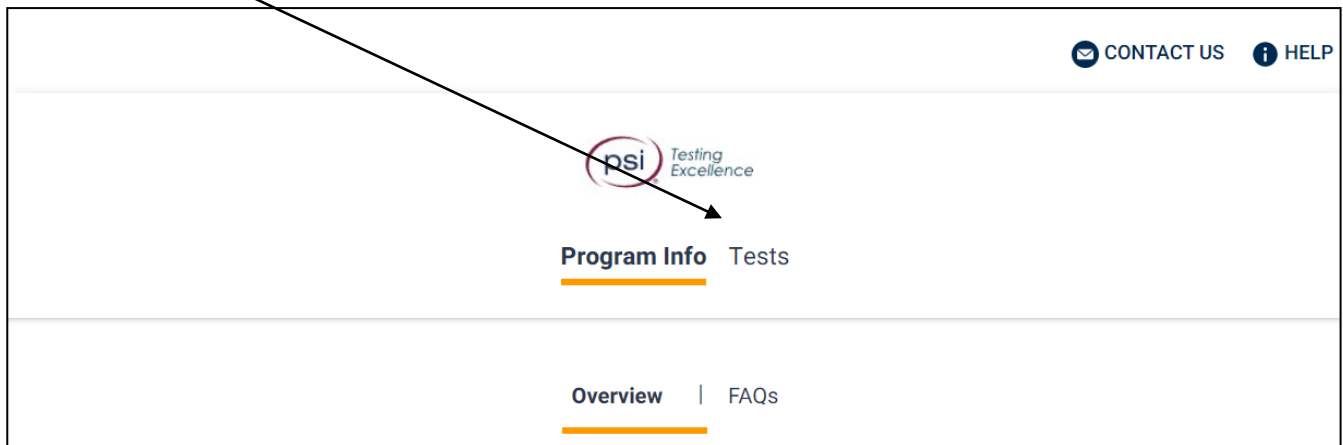 CONTACT US HELP
psi Testing
Excellence
Program Info Tests
Overview | FAQs